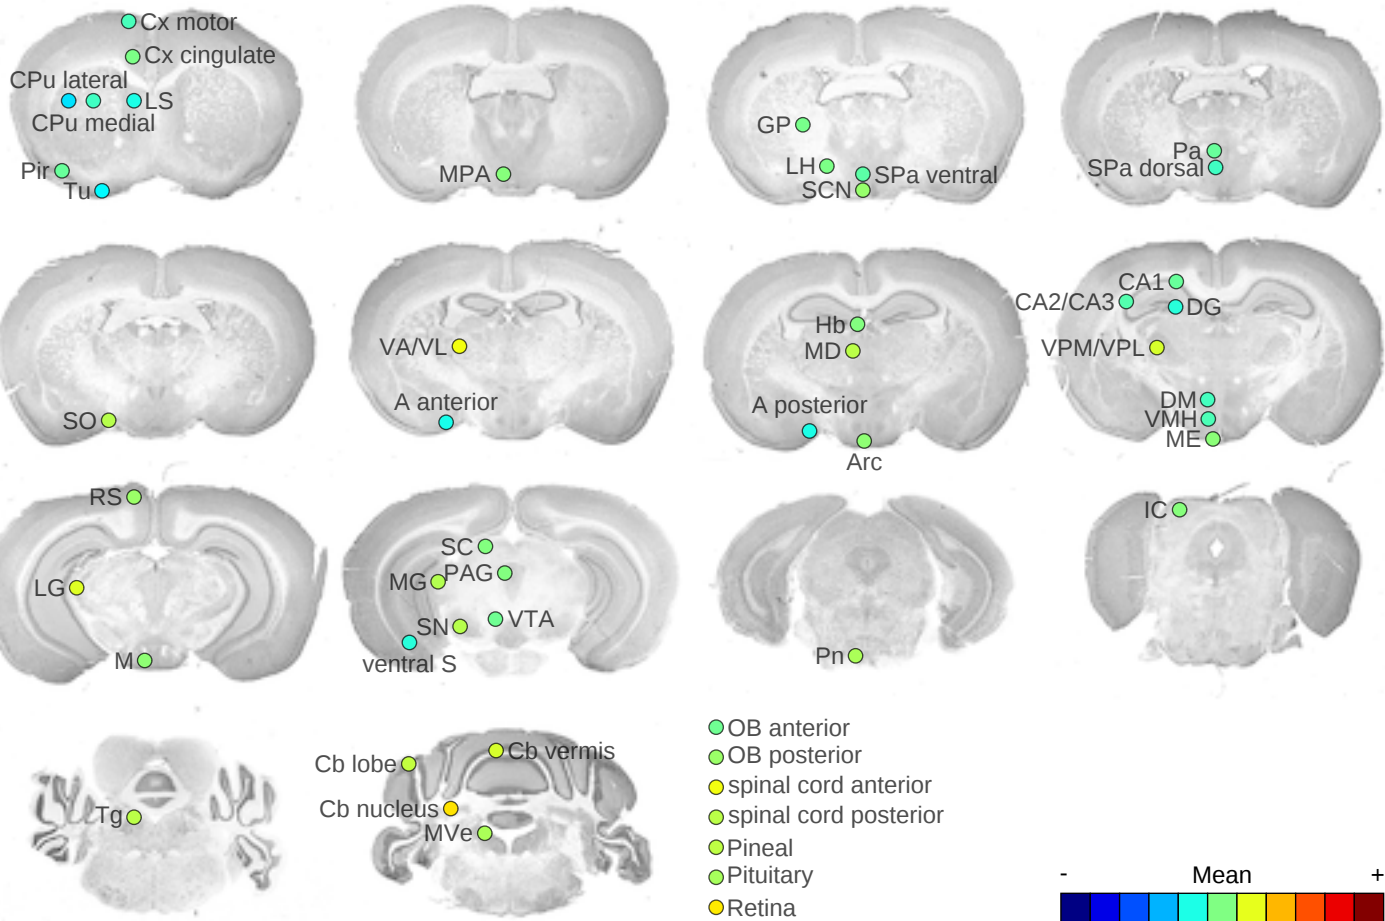 Cx motor
Cx cingulate
CPu lateral
LS
CPu medial
Pir
Tu
MPA
GP
LH
SPa ventral
SCN
Pa
SPa dorsal
SO
VA/VL
A anterior
Hb
MD
A posterior
Arc
CA1
CA2/CA3
DG
VPM/VPL
DM
VMH
ME
RS
LG
M
SC
MG
PAG
SN
VTA
ventral S
Pn
IC
Tg
Cb lobe
Cb vermis
Cb nucleus
MVe
OB anterior
OB posterior
spinal cord anterior
spinal cord posterior
Pineal
Pituitary
Retina
- Mean +